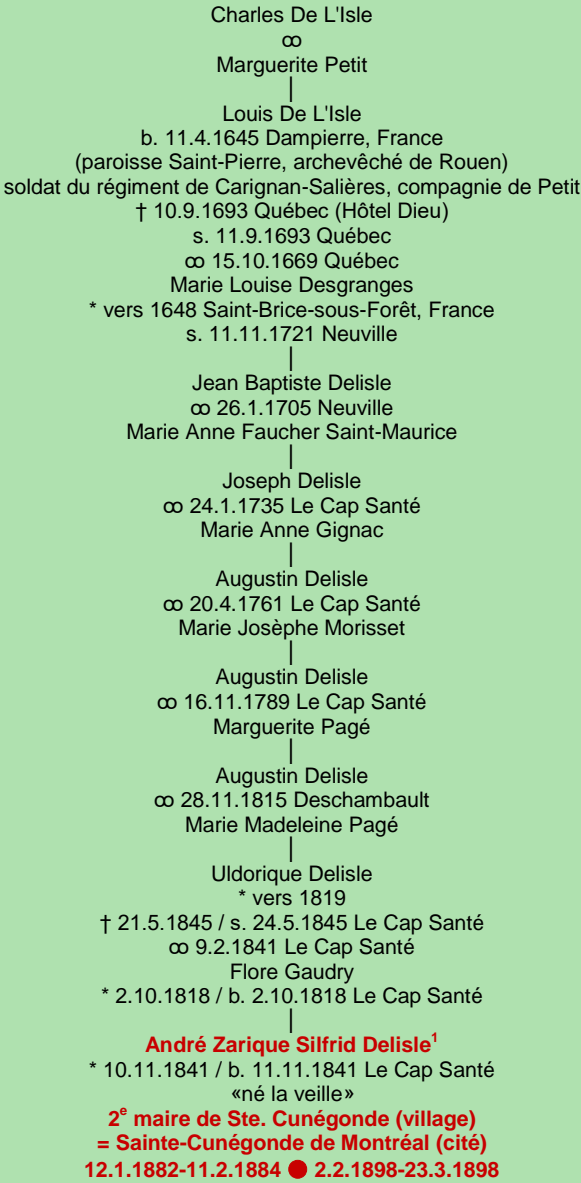 Charles De L'Isle
ꝏ
Marguerite Petit
|
Louis De L'Isle
b. 11.4.1645 Dampierre, France
(paroisse Saint-Pierre, archevêché de Rouen)
soldat du régiment de Carignan-Salières, compagnie de Petit
† 10.9.1693 Québec (Hôtel Dieu)
s. 11.9.1693 Québec
ꝏ 15.10.1669 Québec
Marie Louise Desgranges
* vers 1648 Saint-Brice-sous-Forêt, France
s. 11.11.1721 Neuville
|
Jean Baptiste Delisle
ꝏ 26.1.1705 Neuville
Marie Anne Faucher Saint-Maurice
|
Joseph Delisle
ꝏ 24.1.1735 Le Cap Santé
Marie Anne Gignac
|
Augustin Delisle
ꝏ 20.4.1761 Le Cap Santé
Marie Josèphe Morisset
|
Augustin Delisle
ꝏ 16.11.1789 Le Cap Santé
Marguerite Pagé
|
Augustin Delisle
ꝏ 28.11.1815 Deschambault
Marie Madeleine Pagé
|
Uldorique Delisle
* vers 1819
† 21.5.1845 / s. 24.5.1845 Le Cap Santé
ꝏ 9.2.1841 Le Cap Santé
Flore Gaudry
* 2.10.1818 / b. 2.10.1818 Le Cap Santé
|
André Zarique Silfrid Delisle¹
* 10.11.1841 / b. 11.11.1841 Le Cap Santé
«né la veille»
2ᵉ maire de Ste. Cunégonde (village)
= Sainte-Cunégonde de Montréal (cité)
12.1.1882-11.2.1884 ● 2.2.1898-23.3.1898